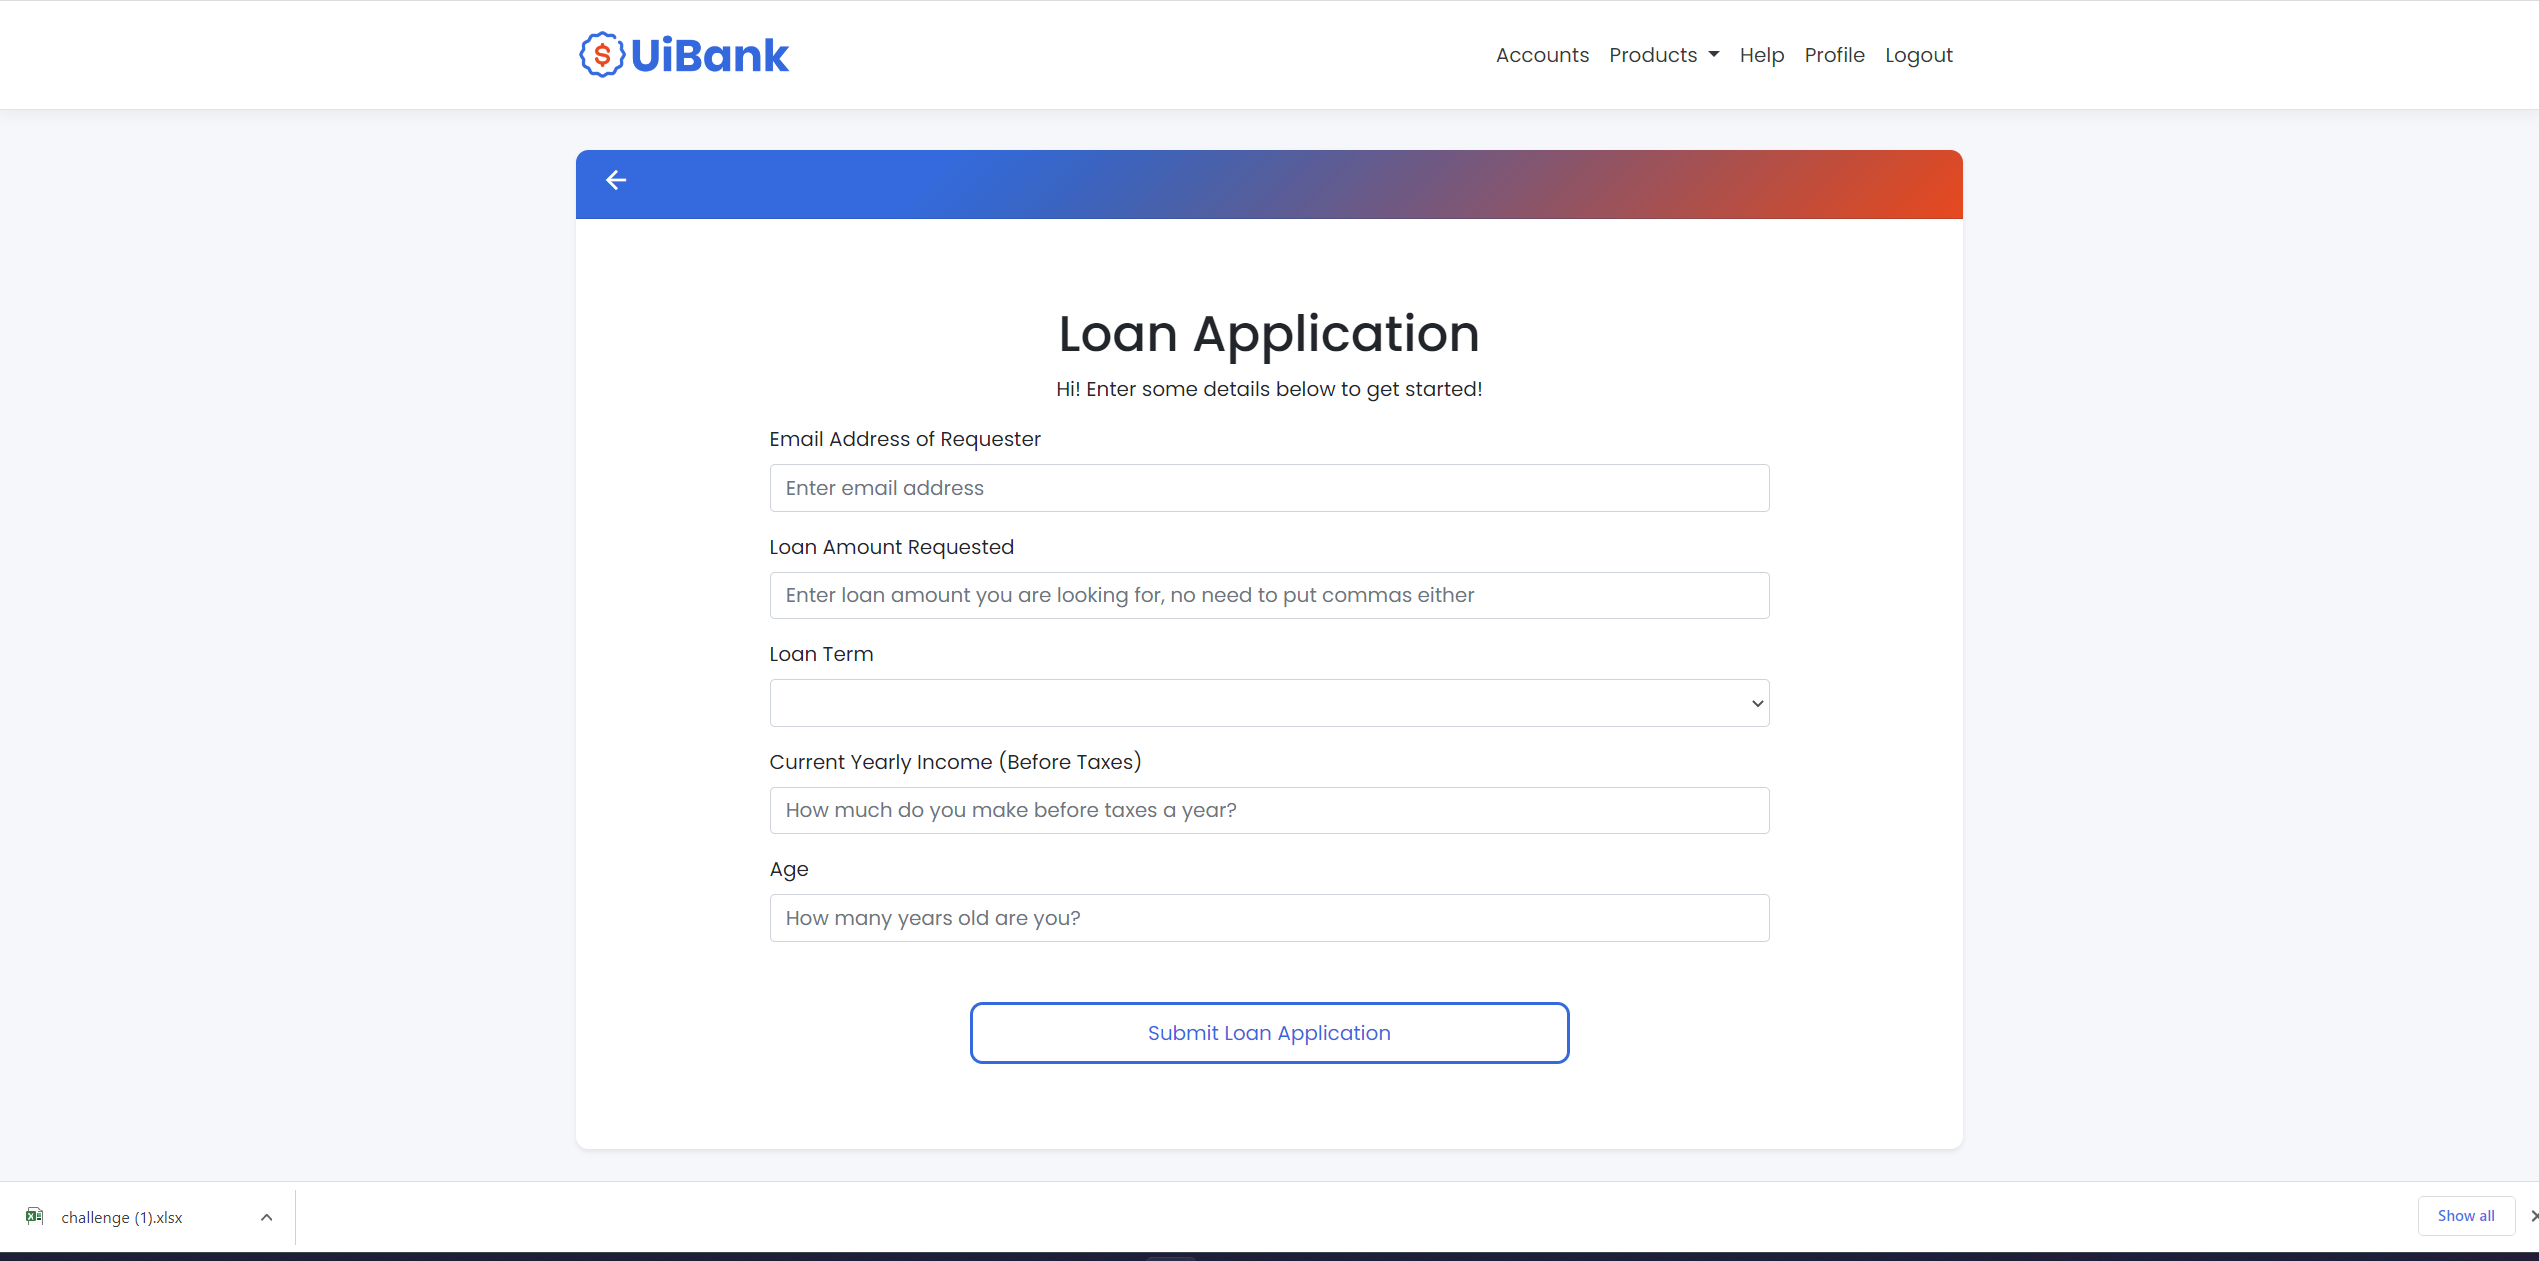 UiBank
Accounts Products Help Profile Logout
Loan Application
Hi! Enter some details below to get started!
Email Address of Requester
Enter email address
Loan Amount Requested
Enter loan amount you are looking for, no need to put commas either
Loan Term
Current Yearly Income (Before Taxes)
How much do you make before taxes a year?
Age
How many years old are you?
Submit Loan Application
challenge (1).xlsx
Show all